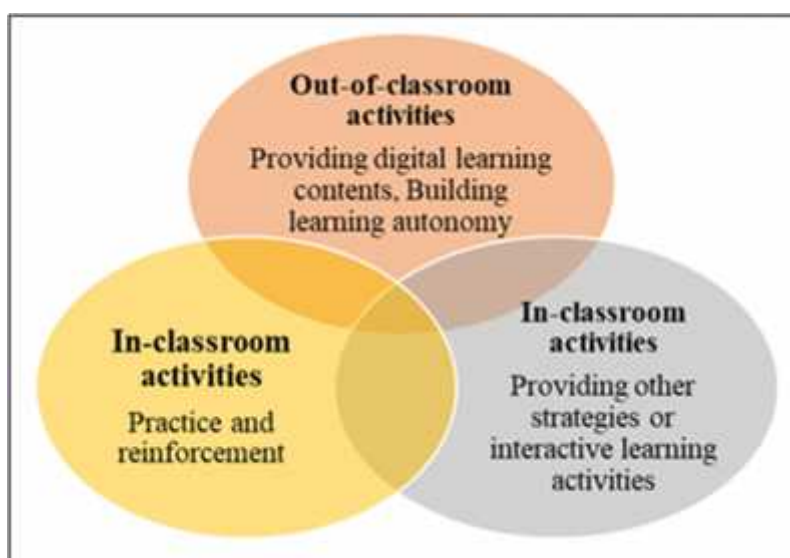 Out-of-classroom
activities
Providing digital learning
contents, Building
learning autonomy
In-classroom
activities
Practice and
reinforcement
In-classroom
activities
Providing other
strategies or
interactive learning
activities